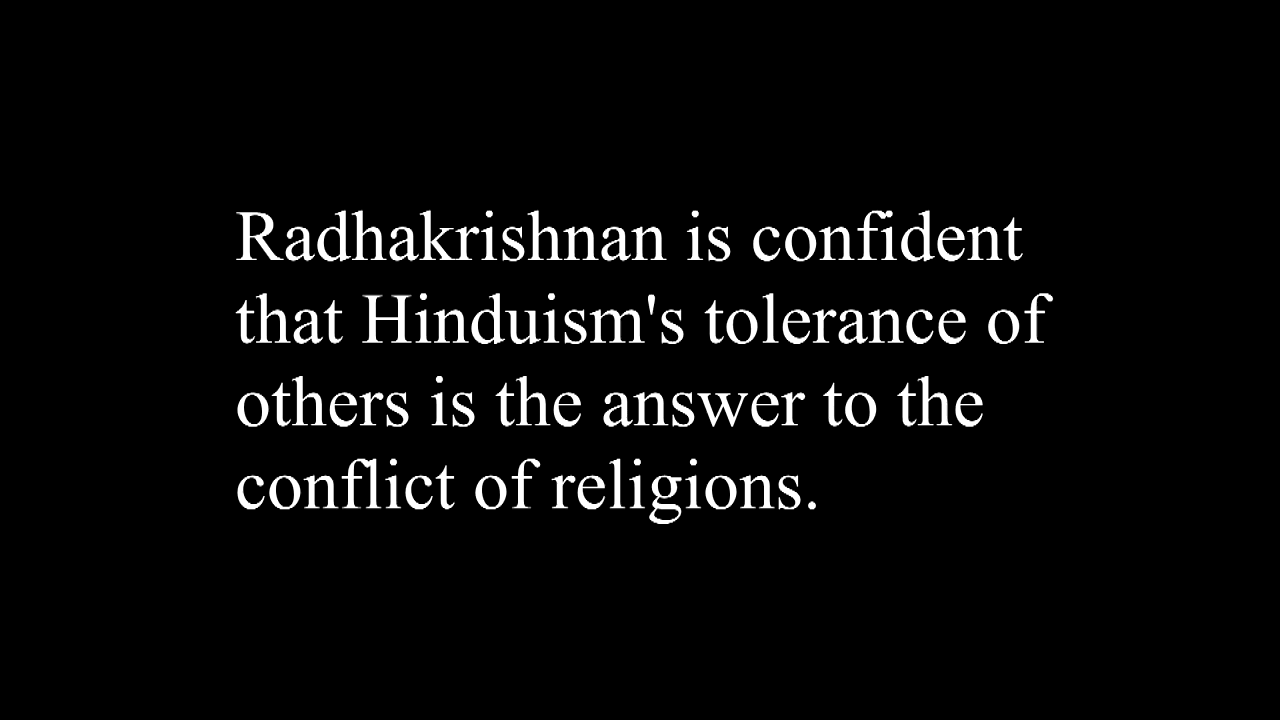 Radhakrishnan is confident
that Hinduism's tolerance of
others is the answer to the
conflict of religions.